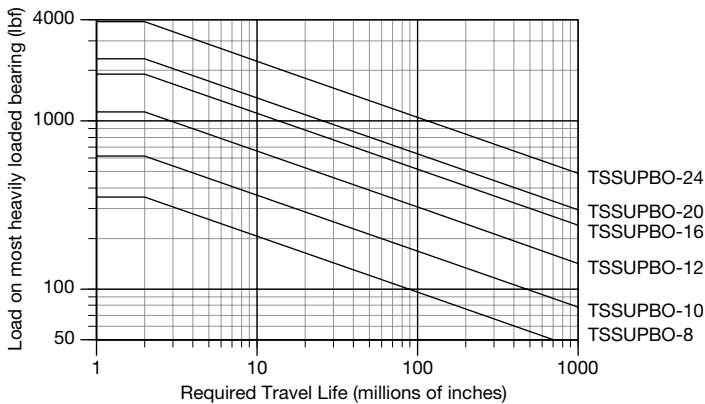 Load on most heavily loaded bearing (lbf)
4000
1000
100
50
1
10
100
1000
Required Travel Life (millions of inches)
TSSUPBO-24
TSSUPBO-20
TSSUPBO-16
TSSUPBO-12
TSSUPBO-10
TSSUPBO-8